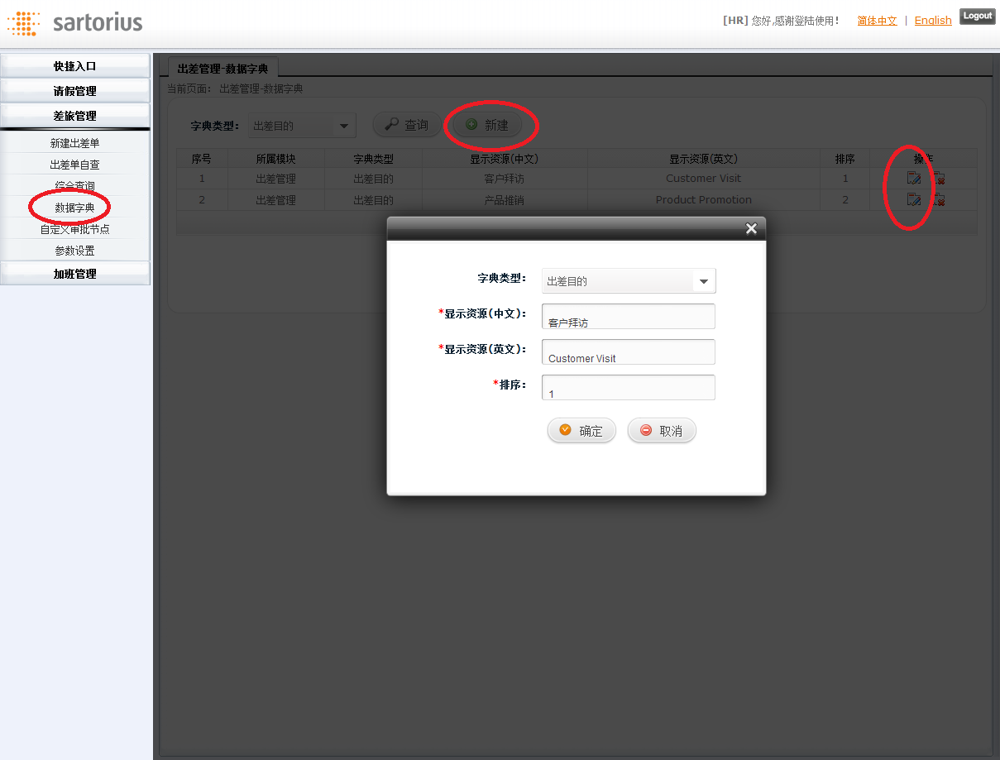 sartorius
[HR] 您好,感谢登陆使用! 简体中文 | English Logout
快捷入口
请假管理
差旅管理
新建出差单
出差单自查
综合查询
数据字典
自定义审批节点
参数设置
加班管理
出差管理-数据字典
当前页面: 出差管理-数据字典
字典类型: 出差目的 查询 新建
序号 所属模块 字典类型 显示资源(中文) 显示资源(英文) 排序 操作
1 出差管理 出差目的 客户拜访 Customer Visit 1
2 出差管理 出差目的 产品推销 Product Promotion 2
字典类型: 出差目的
*显示资源(中文): 客户拜访
*显示资源(英文): Customer Visit
*排序: 1
确定 取消